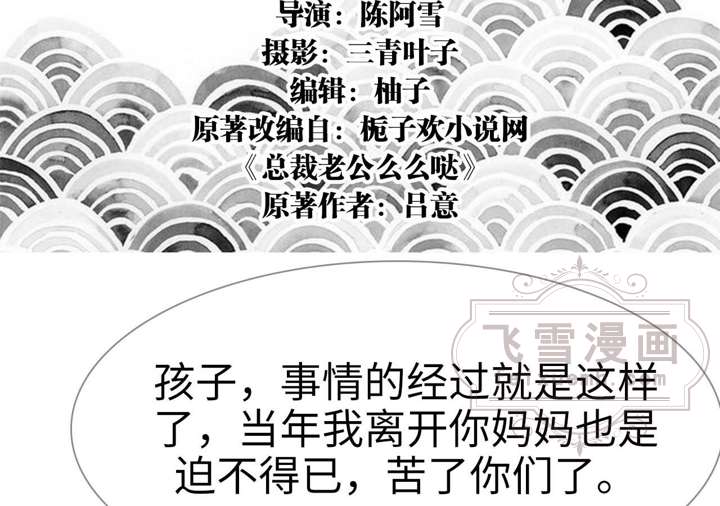 导演：陈阿雪
摄影：三青叶子
编辑：柚子
原著改编自：栀子欢小说网
《总裁老公么么哒》
原著作者：吕意
飞雪漫画
孩子，事情的经过就是这样
了，当年我离开你妈妈也是
迫不得已，苦了你们了。